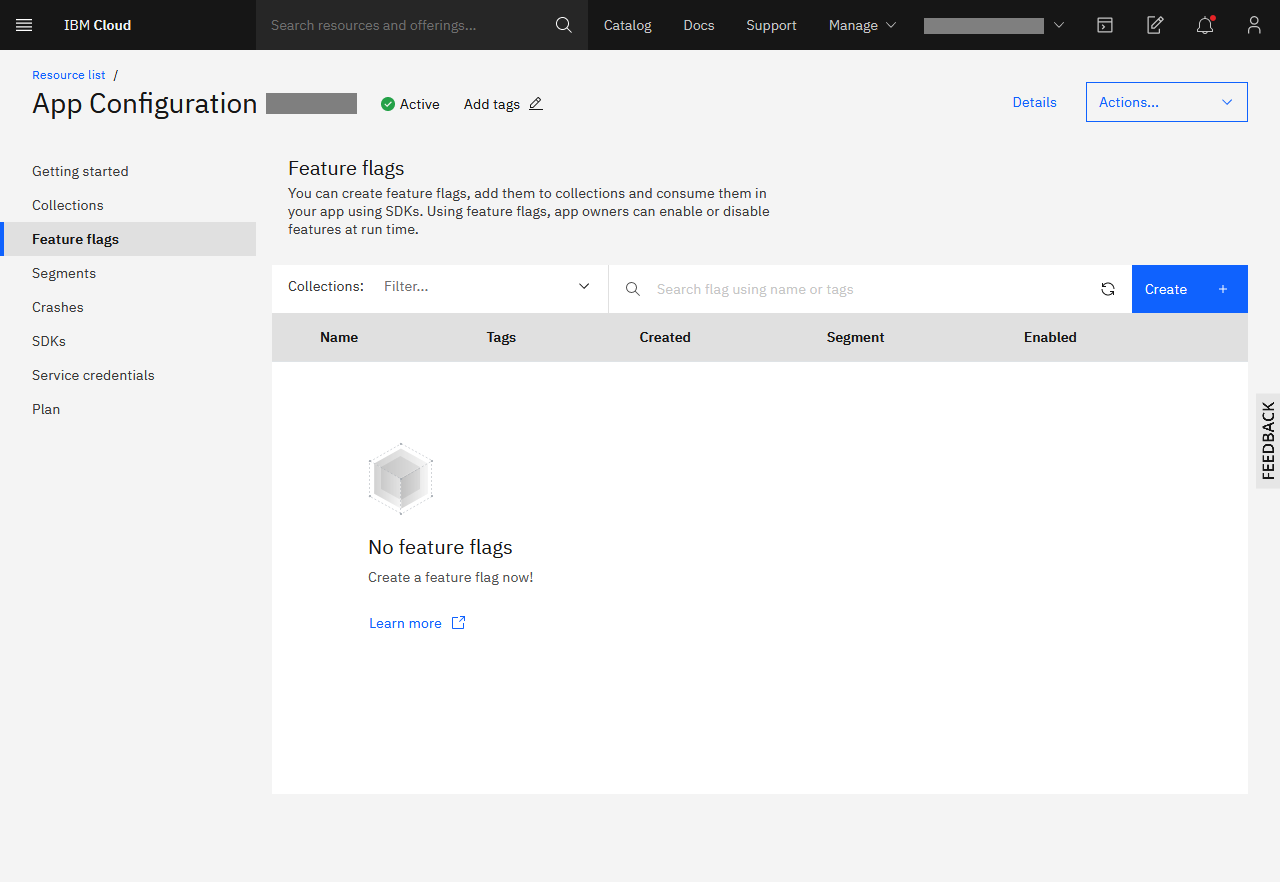 IBM Cloud
Search resources and offerings...
Catalog
Docs
Support
Manage
Resource list /
App Configuration
Active
Add tags
Details
Actions...
Getting started
Collections
Feature flags
Segments
Crashes
SDKs
Service credentials
Plan
Feature flags
You can create feature flags, add them to collections and consume them in
your app using SDKs. Using feature flags, app owners can enable or disable
features at run time.
Collections: Filter...
Search flag using name or tags
Create +
Name Tags Created Segment Enabled
No feature flags
Create a feature flag now!
Learn more
FEEDBACK